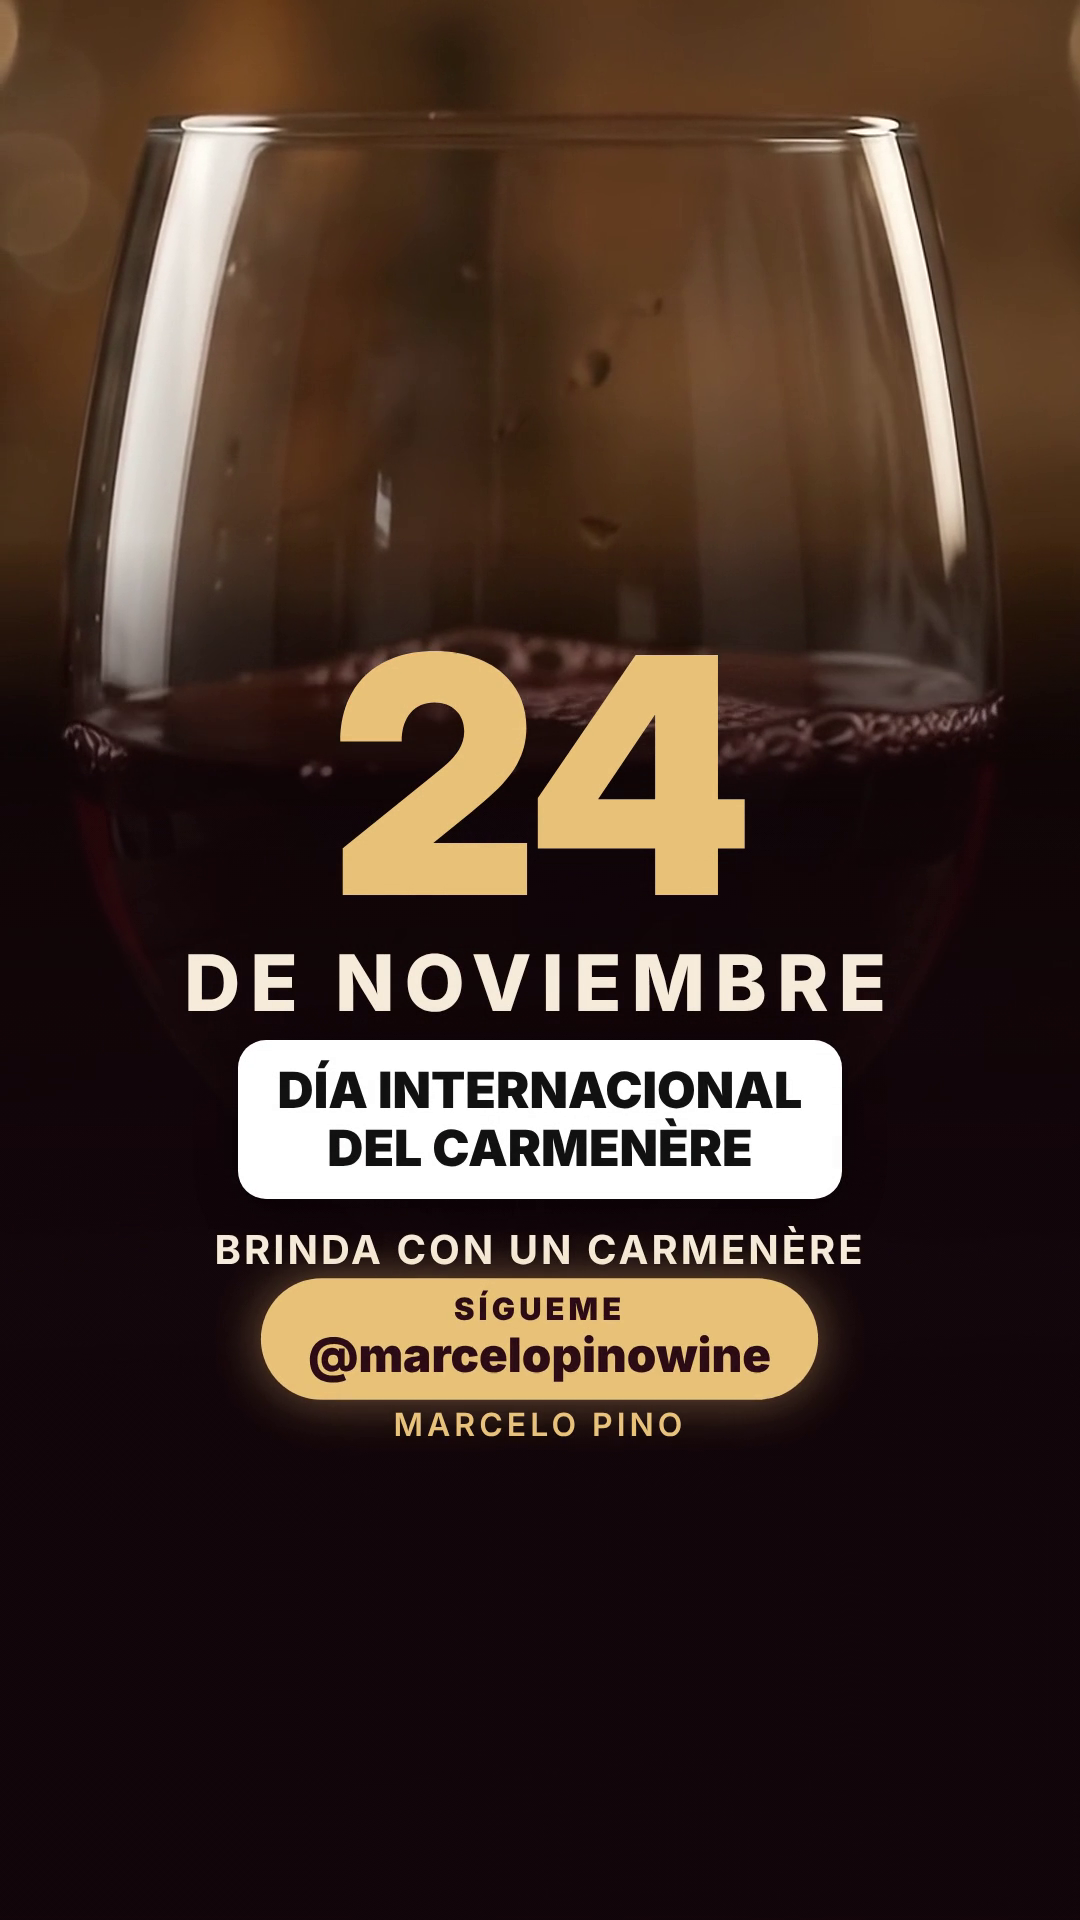 24
DE NOVIEMBRE
DÍA INTERNACIONAL
DEL CARMENÈRE
BRINDA CON UN CARMENÈRE
SÍGUEME
@marcelopinowine
MARCELO PINO